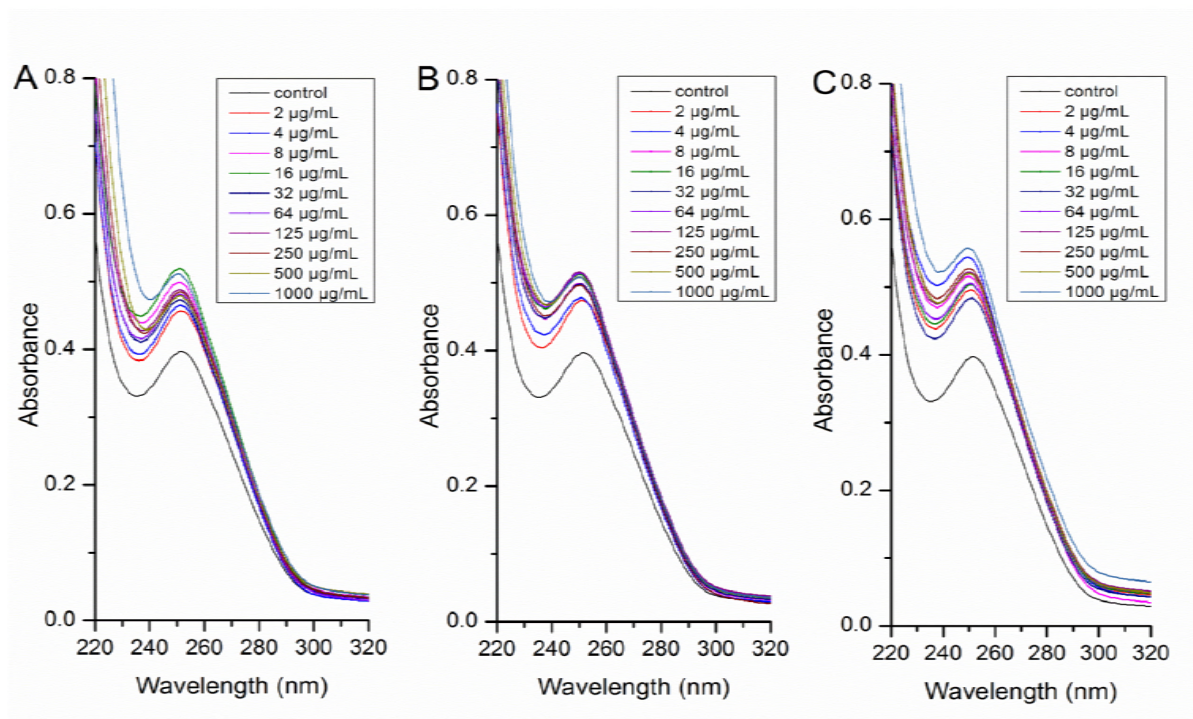 A
0.8
0.6
0.4
0.2
0.0
Absorbance
220 240 260 280 300 320
Wavelength (nm)
control
2 µg/mL
4 µg/mL
8 µg/mL
16 µg/mL
32 µg/mL
64 µg/mL
125 µg/mL
250 µg/mL
500 µg/mL
1000 µg/mL
B
0.8
0.6
0.4
0.2
0.0
Absorbance
220 240 260 280 300 320
Wavelength (nm)
control
2 µg/mL
4 µg/mL
8 µg/mL
16 µg/mL
32 µg/mL
64 µg/mL
125 µg/mL
250 µg/mL
500 µg/mL
1000 µg/mL
C
0.8
0.6
0.4
0.2
0.0
Absorbance
220 240 260 280 300 320
Wavelength (nm)
control
2 µg/mL
4 µg/mL
8 µg/mL
16 µg/mL
32 µg/mL
64 µg/mL
125 µg/mL
250 µg/mL
500 µg/mL
1000 µg/mL